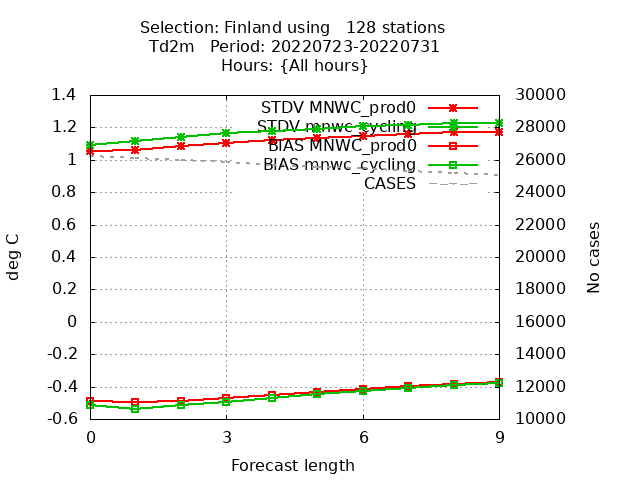 Selection: Finland using   128 stations
Td2m   Period: 20220723-20220731
Hours: {All hours}
1.4
1.2
1
0.8
0.6
0.4
0.2
0
-0.2
-0.4
-0.6
deg C
STDV MNWC_prod0
STDV mnwc_cycling
BIAS MNWC_prod0
BIAS mnwc_cycling
CASES
30000
28000
26000
24000
22000
20000
18000
16000
14000
12000
10000
No cases
0 3 6 9
Forecast length